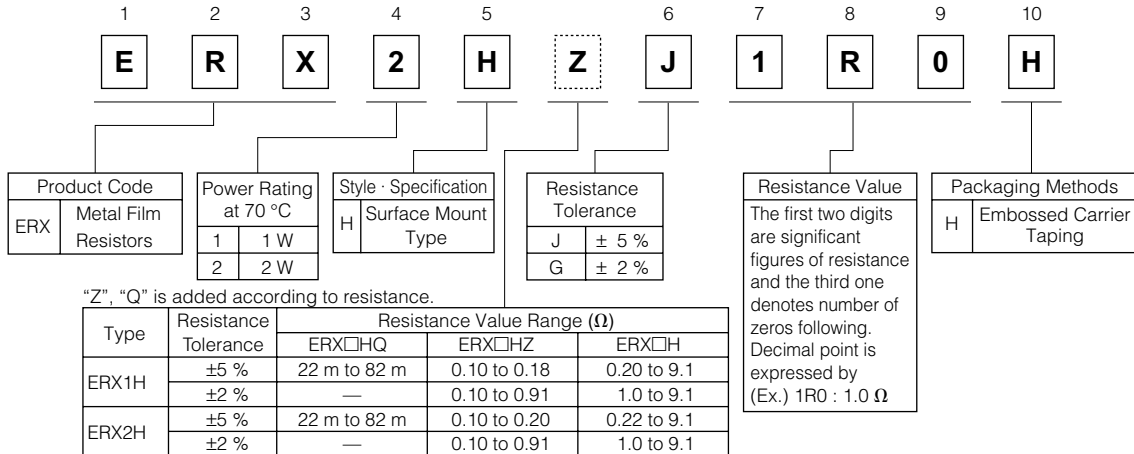 1 2 3 4 5 6 7 8 9 10
E R X 2 H Z J 1 R 0 H
Product Code
ERX
Metal Film
Resistors
Power Rating
at 70 °C
1 1 W
2 2 W
Style · Specification
H
Surface Mount
Type
Resistance
Tolerance
J ± 5 %
G ± 2 %
Resistance Value
The first two digits
are significant
figures of resistance
and the third one
denotes number of
zeros following.
Decimal point is
expressed by
(Ex.) 1R0 : 1.0 Ω
Packaging Methods
H
Embossed Carrier
Taping
“Z”, “Q” is added according to resistance.
Type
Resistance
Tolerance
Resistance Value Range (Ω)
ERX□HQ ERX□HZ ERX□H
ERX1H
±5 % 22 m to 82 m 0.10 to 0.18 0.20 to 9.1
±2 % — 0.10 to 0.91 1.0 to 9.1
ERX2H
±5 % 22 m to 82 m 0.10 to 0.20 0.22 to 9.1
±2 % — 0.10 to 0.91 1.0 to 9.1